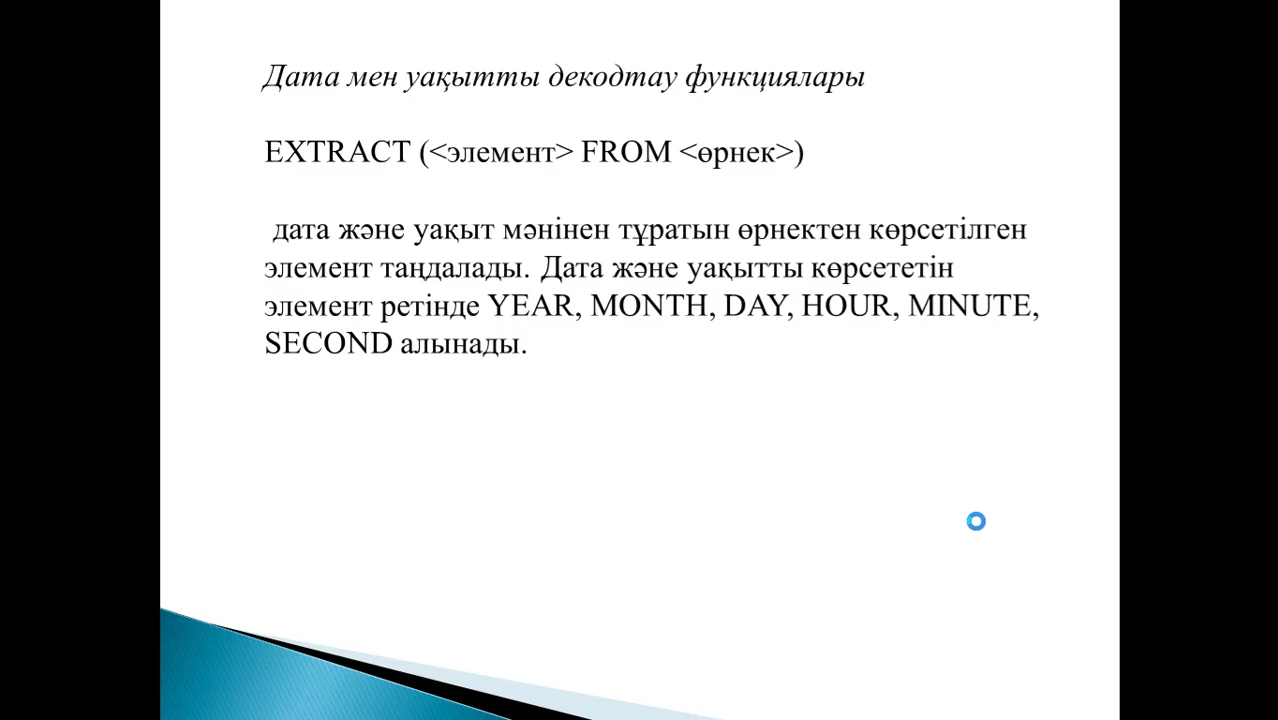 Дата мен уақытты декодтау функциялары
EXTRACT (<элемент> FROM <өрнек>)
дата және уақыт мәнінен тұратын өрнектен көрсетілген
элемент таңдалады. Дата және уақытты көрсететін
элемент ретінде YEAR, MONTH, DAY, HOUR, MINUTE,
SECOND алынады.